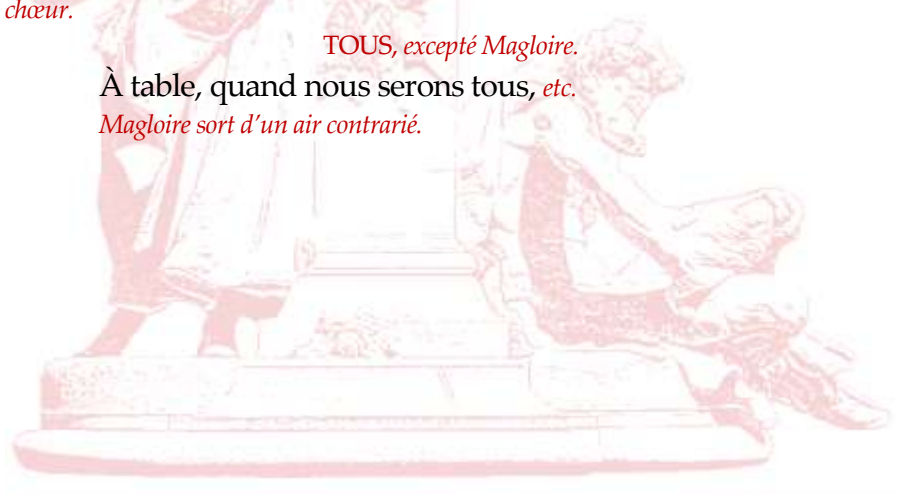 chœur.
TOUS, excepté Magloire.
À table, quand nous serons tous, etc.
Magloire sort d'un air contrarié.